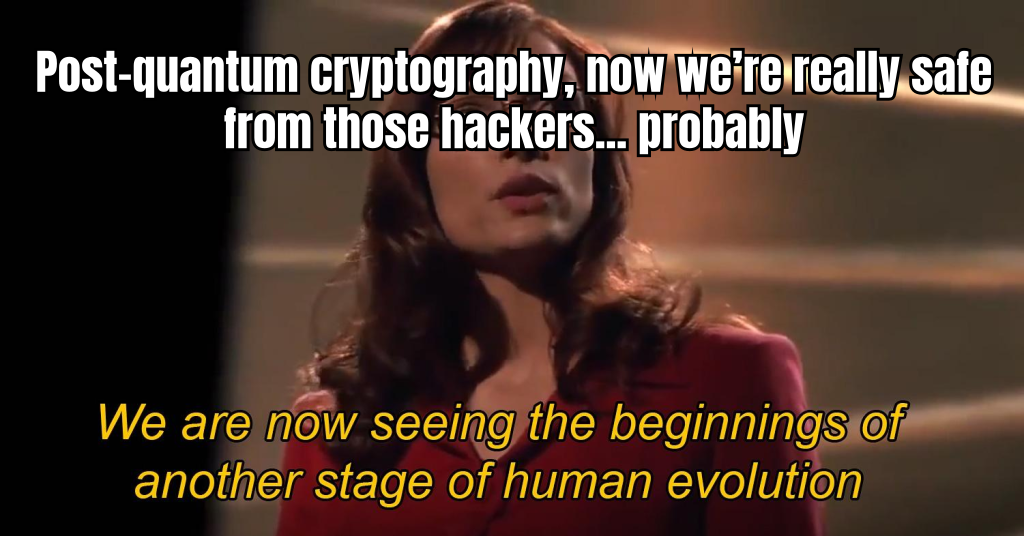 Post-quantum cryptography, now we’re really safe
from those hackers... probably
We are now seeing the beginnings of
another stage of human evolution